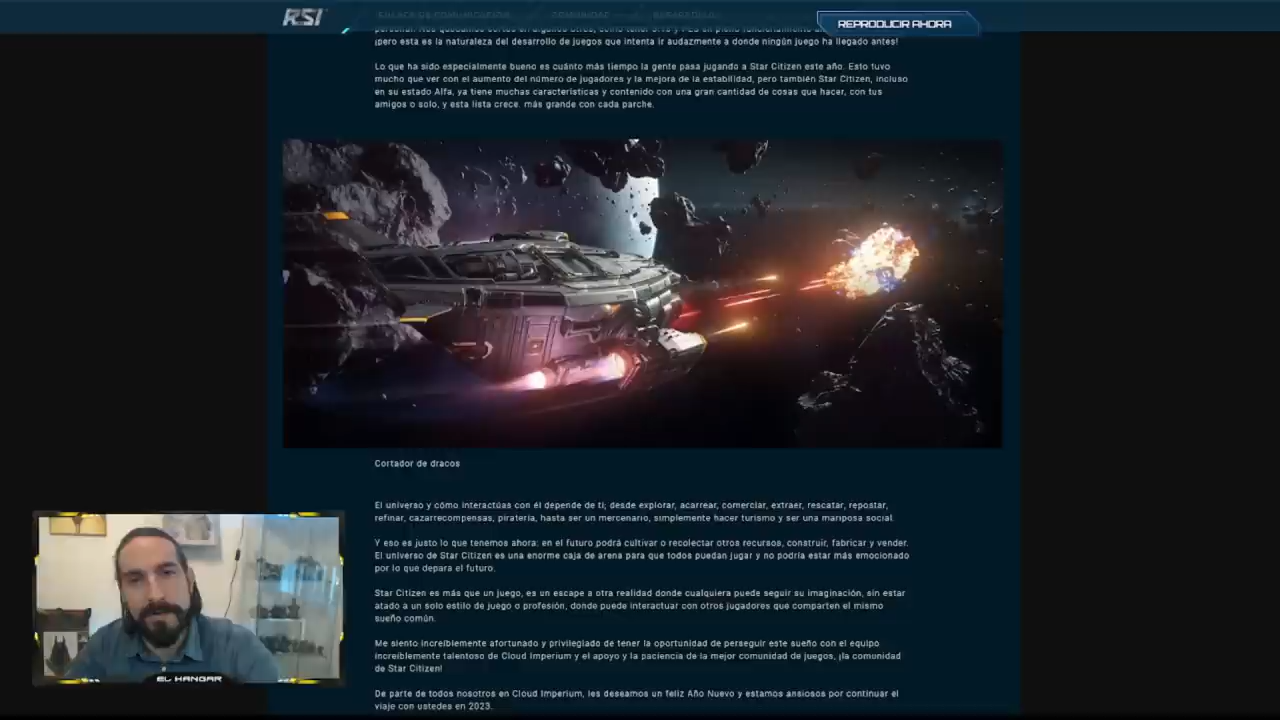 RSI
ENLACE DE COMUNICACIÓN
COMUNIDAD
REPRODUCIR AHORA
¡pero esta es la naturaleza del desarrollo de juegos que intenta ir audazmente a donde ningún juego ha llegado antes!
Lo que ha sido especialmente bueno es cuánto más tiempo la gente pasa jugando a Star Citizen este año. Esto tuvo
mucho que ver con el aumento del número de jugadores y la mejora de la estabilidad, pero también Star Citizen, incluso
en su estado Alfa, ya tiene muchas características y contenido con una gran cantidad de cosas que hacer, con tus
amigos o solo, y esta lista crece. más grande con cada parche.
Cortador de dracos
El universo y cómo interactúas con él depende de ti; desde explorar, acarrear, comerciar, extraer, rescatar, repostar,
refinar, cazarrecompensas, piratería, hasta ser un mercenario, simplemente hacer turismo y ser una mariposa social.
Y eso es justo lo que tenemos ahora: en el futuro podrá cultivar o recolectar otros recursos, construir, fabricar y vender.
El universo de Star Citizen es una enorme caja de arena para que todos puedan jugar y no podría estar más emocionado
por lo que depara el futuro.
Star Citizen es más que un juego, es un escape a otra realidad donde cualquiera puede seguir su imaginación, sin estar
atado a un solo estilo de juego o profesión, donde puede interactuar con otros jugadores que comparten el mismo
sueño común.
Me siento increíblemente afortunado y privilegiado de tener la oportunidad de perseguir este sueño con el equipo
increíblemente talentoso de Cloud Imperium y el apoyo y la paciencia de la mejor comunidad de juegos, ¡la comunidad
de Star Citizen!
De parte de todos nosotros en Cloud Imperium, les deseamos un feliz Año Nuevo y estamos ansiosos por continuar el
viaje con ustedes en 2023.
EL HANGAR